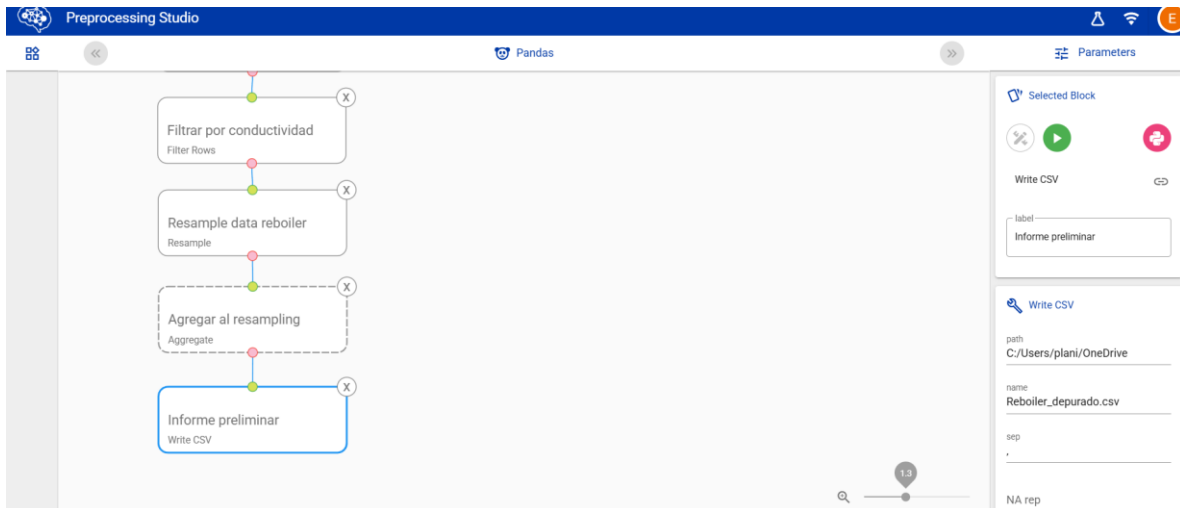 Preprocessing Studio
E
Pandas
Parameters
X
Filtrar por conductividad
Filter Rows
X
Resample data reboiler
Resample
X
Agregar al resampling
Aggregate
X
Informe preliminar
Write CSV
1.3
Selected Block
Write CSV
label
Informe preliminar
Write CSV
path
C:/Users/plani/OneDrive
name
Reboiler_depurado.csv
sep
,
NA rep